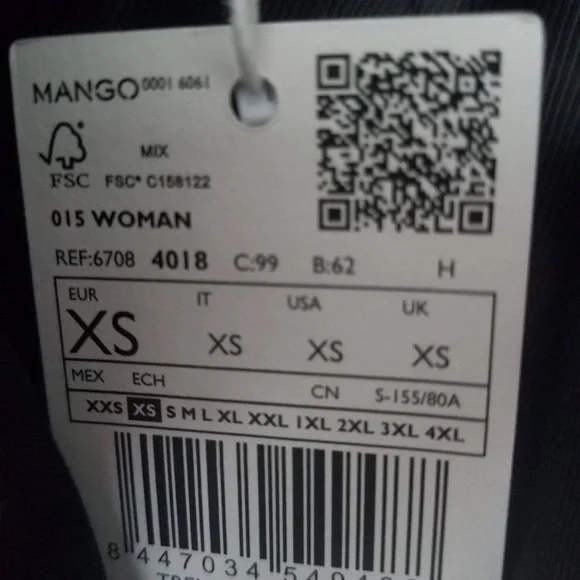 MANGO 0001 6061
MIX
FSC FSC® C158122
015 WOMAN
REF:6708 4018 C:99 B:62 H
EUR IT USA UK
XS XS XS XS
MEX ECH CN S-155/80A
XXS XS S M L XL XXL 1XL 2XL 3XL 4XL
8 447034